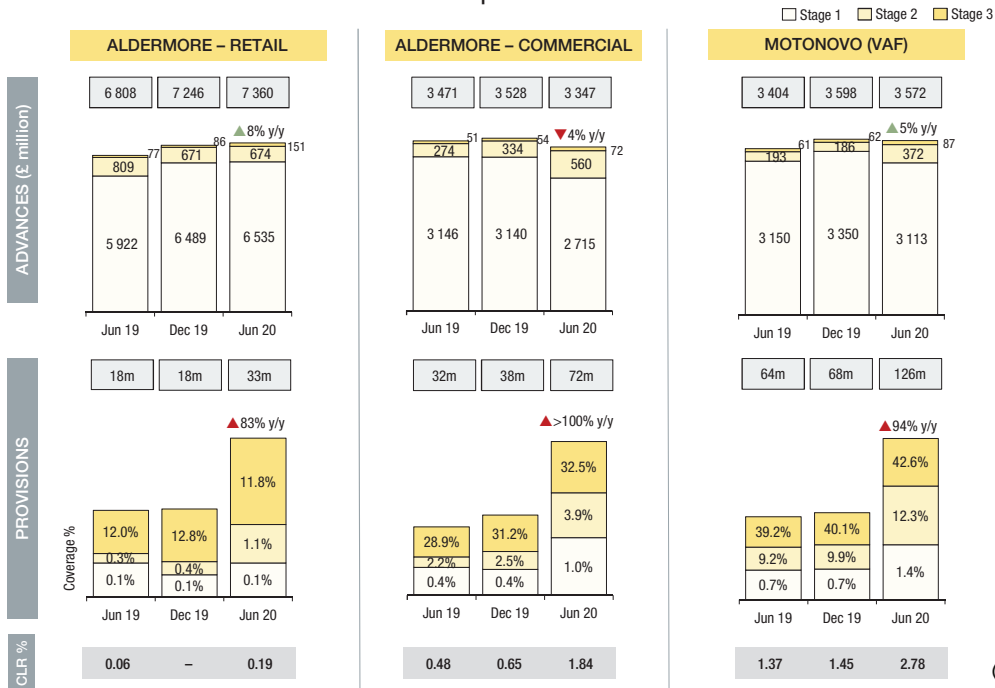 Stage 1 Stage 2 Stage 3
ALDERMORE – RETAIL
ALDERMORE – COMMERCIAL
MOTONOVO (VAF)
ADVANCES (£ million)
6 808 7 246 7 360
8% y/y
77 86 151
809 671 674
5 922 6 489 6 535
Jun 19 Dec 19 Jun 20
3 471 3 528 3 347
4% y/y
51 54 72
274 334 560
3 146 3 140 2 715
Jun 19 Dec 19 Jun 20
3 404 3 598 3 572
5% y/y
61 62 87
193 186 372
3 150 3 350 3 113
Jun 19 Dec 19 Jun 20
PROVISIONS
Coverage %
18m 18m 33m
83% y/y
12.0% 12.8% 11.8%
0.3% 0.4% 1.1%
0.1% 0.1% 0.1%
Jun 19 Dec 19 Jun 20
32m 38m 72m
>100% y/y
28.9% 31.2% 32.5%
2.2% 2.5% 3.9%
0.4% 0.4% 1.0%
Jun 19 Dec 19 Jun 20
64m 68m 126m
94% y/y
39.2% 40.1% 42.6%
9.2% 9.9% 12.3%
0.7% 0.7% 1.4%
Jun 19 Dec 19 Jun 20
CLR %
0.06 – 0.19
0.48 0.65 1.84
1.37 1.45 2.78